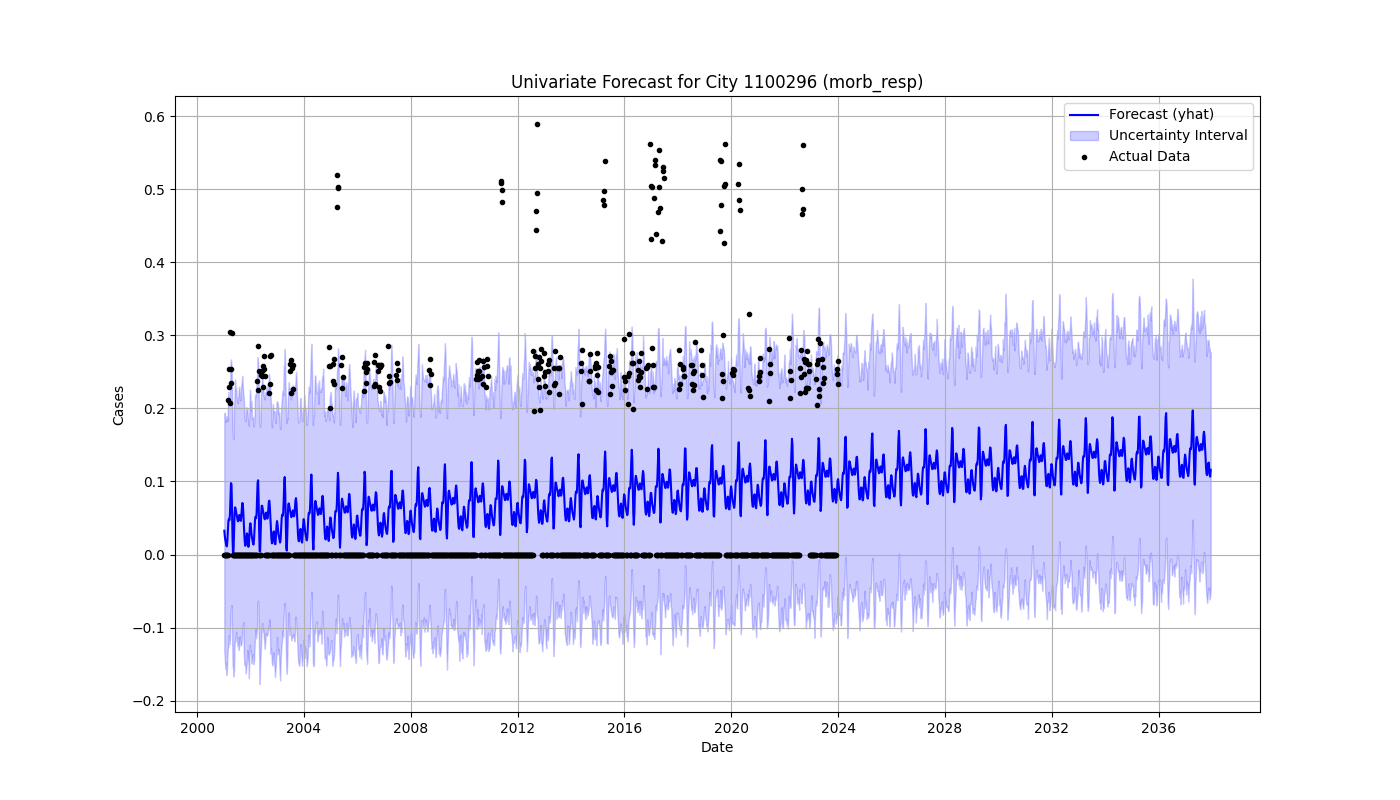 Univariate Forecast for City 1100296 (morb_resp)
Forecast (yhat)
Uncertainty Interval
Actual Data
0.6
0.5
0.4
0.3
0.2
0.1
0.0
−0.1
−0.2
Cases
2000 2004 2008 2012 2016 2020 2024 2028 2032 2036
Date